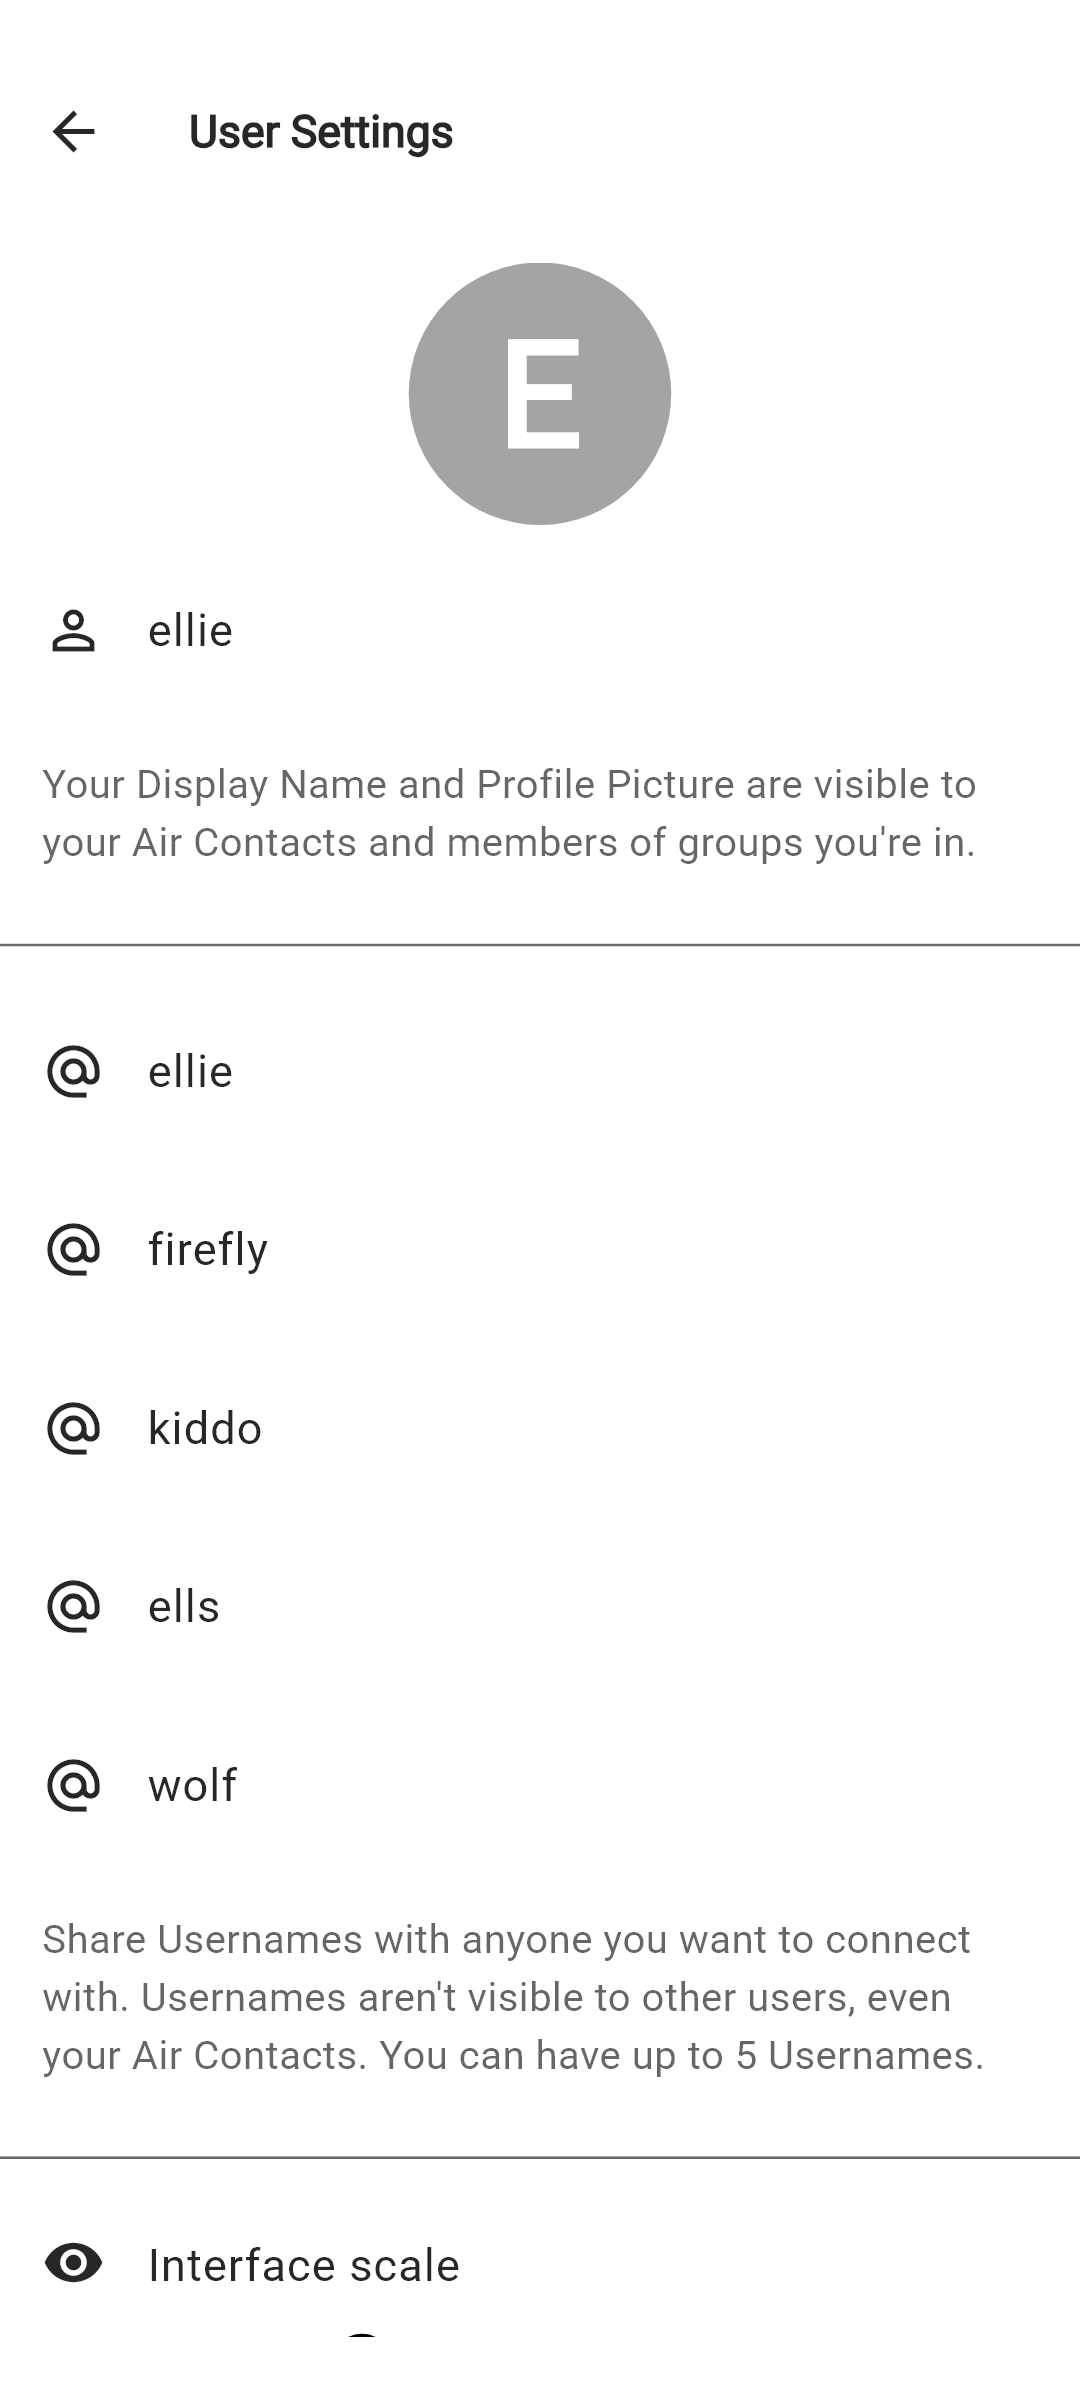 User Settings
E
ellie
Your Display Name and Profile Picture are visible to
your Air Contacts and members of groups you're in.
@ ellie
@ firefly
@ kiddo
@ ells
@ wolf
Share Usernames with anyone you want to connect
with. Usernames aren't visible to other users, even
your Air Contacts. You can have up to 5 Usernames.
Interface scale